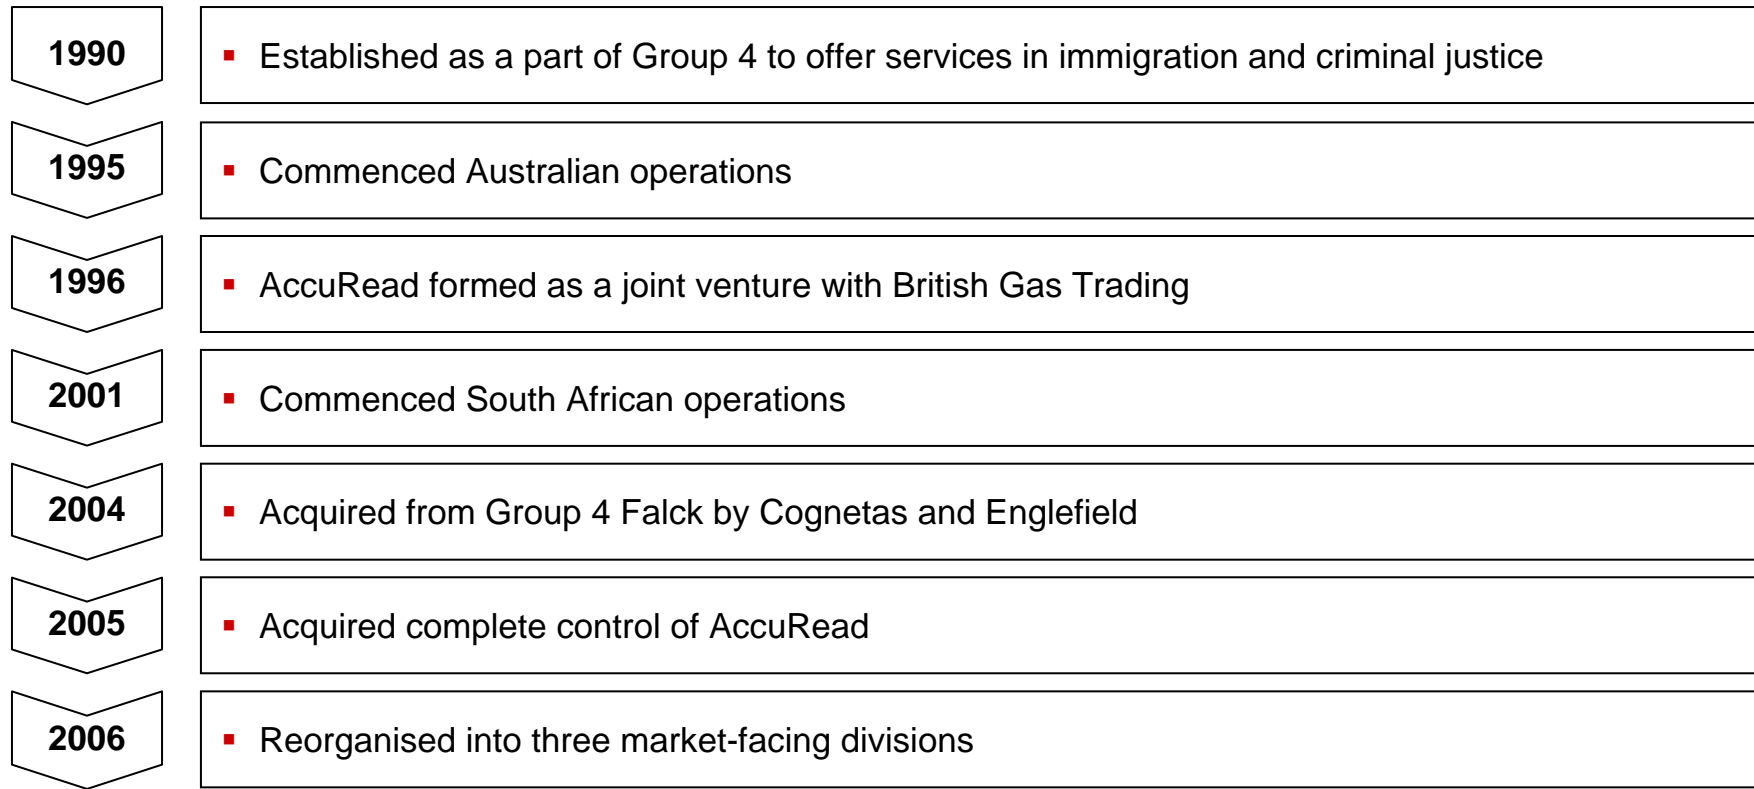 1990
▪ Established as a part of Group 4 to offer services in immigration and criminal justice
1995
▪ Commenced Australian operations
1996
▪ AccuRead formed as a joint venture with British Gas Trading
2001
▪ Commenced South African operations
2004
▪ Acquired from Group 4 Falck by Cognetas and Englefield
2005
▪ Acquired complete control of AccuRead
2006
▪ Reorganised into three market-facing divisions